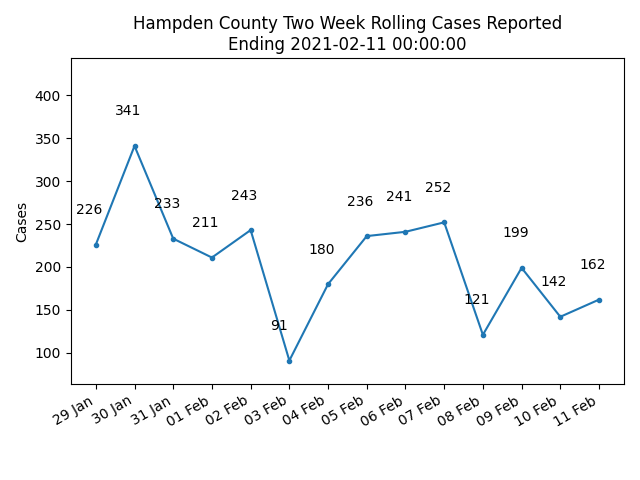 Hampden County Two Week Rolling Cases Reported
Ending 2021-02-11 00:00:00
Cases
400
350
300
250
200
150
100
226
341
233
211
243
91
180
236
241
252
121
199
142
162
29 Jan
30 Jan
31 Jan
01 Feb
02 Feb
03 Feb
04 Feb
05 Feb
06 Feb
07 Feb
08 Feb
09 Feb
10 Feb
11 Feb